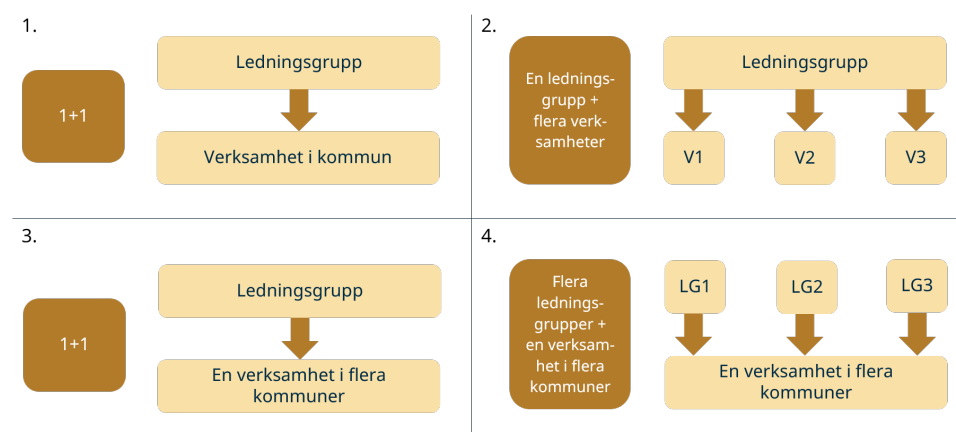 1.
1+1
Ledningsgrupp
Verksamhet i kommun
2.
En lednings-
grupp +
flera verk-
samheter
Ledningsgrupp
V1
V2
V3
3.
1+1
Ledningsgrupp
En verksamhet i flera
kommuner
4.
Flera
lednings-
grupper +
en verksam-
het i flera
kommuner
LG1
LG2
LG3
En verksamhet i flera
kommuner